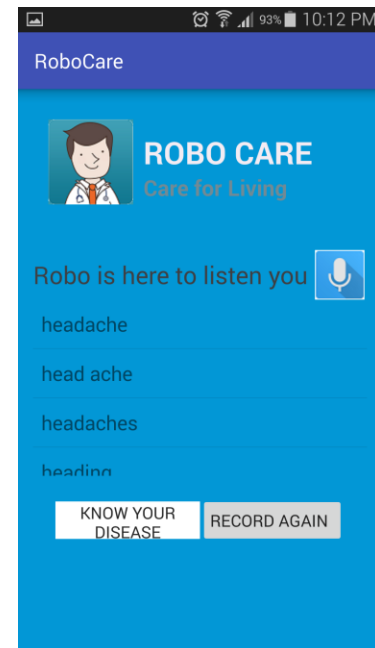 93% 10:12 PM
RoboCare
ROBO CARE
Care for Living
Robo is here to listen you
headache
head ache
headaches
heading
KNOW YOUR
DISEASE
RECORD AGAIN